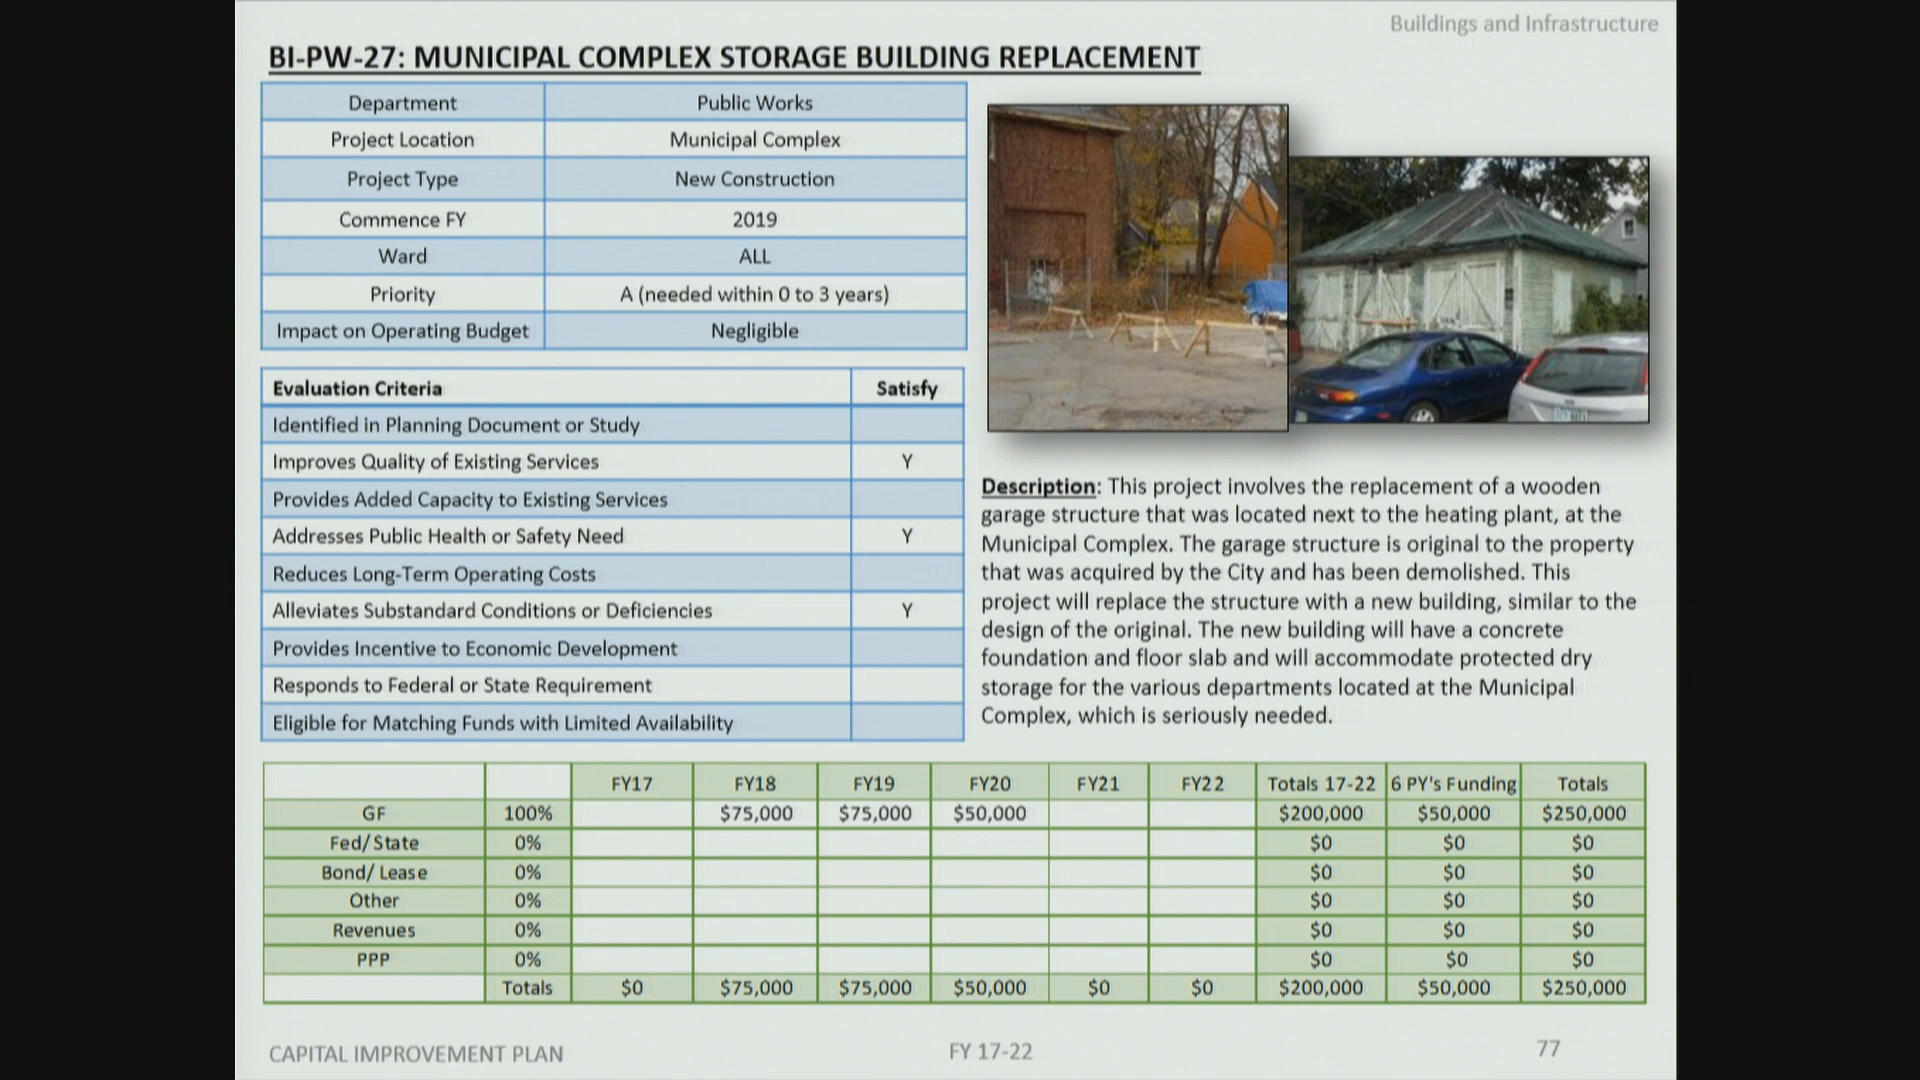 Buildings and Infrastructure
BI-PW-27: MUNICIPAL COMPLEX STORAGE BUILDING REPLACEMENT
Department Public Works
Project Location Municipal Complex
Project Type New Construction
Commence FY 2019
Ward ALL
Priority A (needed within 0 to 3 years)
Impact on Operating Budget Negligible
Evaluation Criteria Satisfy
Identified in Planning Document or Study
Improves Quality of Existing Services Y
Provides Added Capacity to Existing Services
Addresses Public Health or Safety Need Y
Reduces Long-Term Operating Costs
Alleviates Substandard Conditions or Deficiencies Y
Provides Incentive to Economic Development
Responds to Federal or State Requirement
Eligible for Matching Funds with Limited Availability
Description: This project involves the replacement of a wooden
garage structure that was located next to the heating plant, at the
Municipal Complex. The garage structure is original to the property
that was acquired by the City and has been demolished. This
project will replace the structure with a new building, similar to the
design of the original. The new building will have a concrete
foundation and floor slab and will accommodate protected dry
storage for the various departments located at the Municipal
Complex, which is seriously needed.
FY17 FY18 FY19 FY20 FY21 FY22 Totals 17-22 6 PY's Funding Totals
GF 100% $75,000 $75,000 $50,000 $200,000 $50,000 $250,000
Fed/ State 0% $0 $0 $0
Bond/ Lease 0% $0 $0 $0
Other 0% $0 $0 $0
Revenues 0% $0 $0 $0
PPP 0% $0 $0 $0
Totals $0 $75,000 $75,000 $50,000 $0 $0 $200,000 $50,000 $250,000
CAPITAL IMPROVEMENT PLAN FY 17-22 77